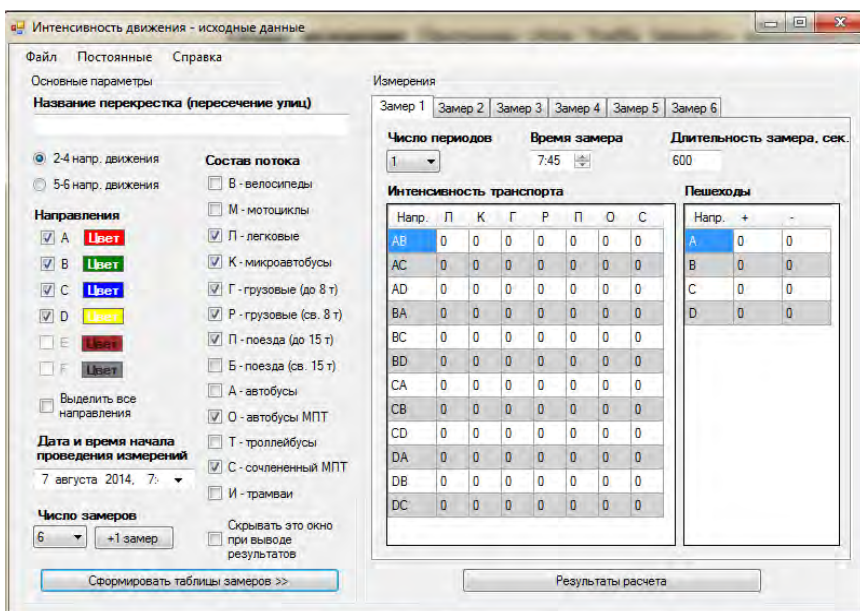 Интенсивность движения - исходные данные
Файл Постоянные Справка
Основные параметры
Название перекрестка (пересечение улиц)
2-4 напр. движения
5-6 напр. движения
Направления
A Цвет
B Цвет
C Цвет
D Цвет
E Цвет
F Цвет
Выделить все
направления
Дата и время начала
проведения измерений
7 августа 2014, 7:
Число замеров
6 +1 замер
Состав потока
В - велосипеды
М - мотоциклы
Л - легковые
К - микроавтобусы
Г - грузовые (до 8 т)
Р - грузовые (св. 8 т)
П - поезда (до 15 т)
Б - поезда (св. 15 т)
А - автобусы
О - автобусы МПТ
Т - троллейбусы
С - сочлененный МПТ
И - трамваи
Скрывать это окно
при выводе
результатов
Сформировать таблицы замеров >>
Измерения
Замер 1 Замер 2 Замер 3 Замер 4 Замер 5 Замер 6
Число периодов Время замера Длительность замера, сек.
1 7:45 600
Интенсивность транспорта
Напр. Л К Г Р П О С
AB 0 0 0 0 0 0 0
AC 0 0 0 0 0 0 0
AD 0 0 0 0 0 0 0
BA 0 0 0 0 0 0 0
BC 0 0 0 0 0 0 0
BD 0 0 0 0 0 0 0
CA 0 0 0 0 0 0 0
CB 0 0 0 0 0 0 0
CD 0 0 0 0 0 0 0
DA 0 0 0 0 0 0 0
DB 0 0 0 0 0 0 0
DC 0 0 0 0 0 0 0
Пешеходы
Напр. + -
A 0 0
B 0 0
C 0 0
D 0 0
Результаты расчета